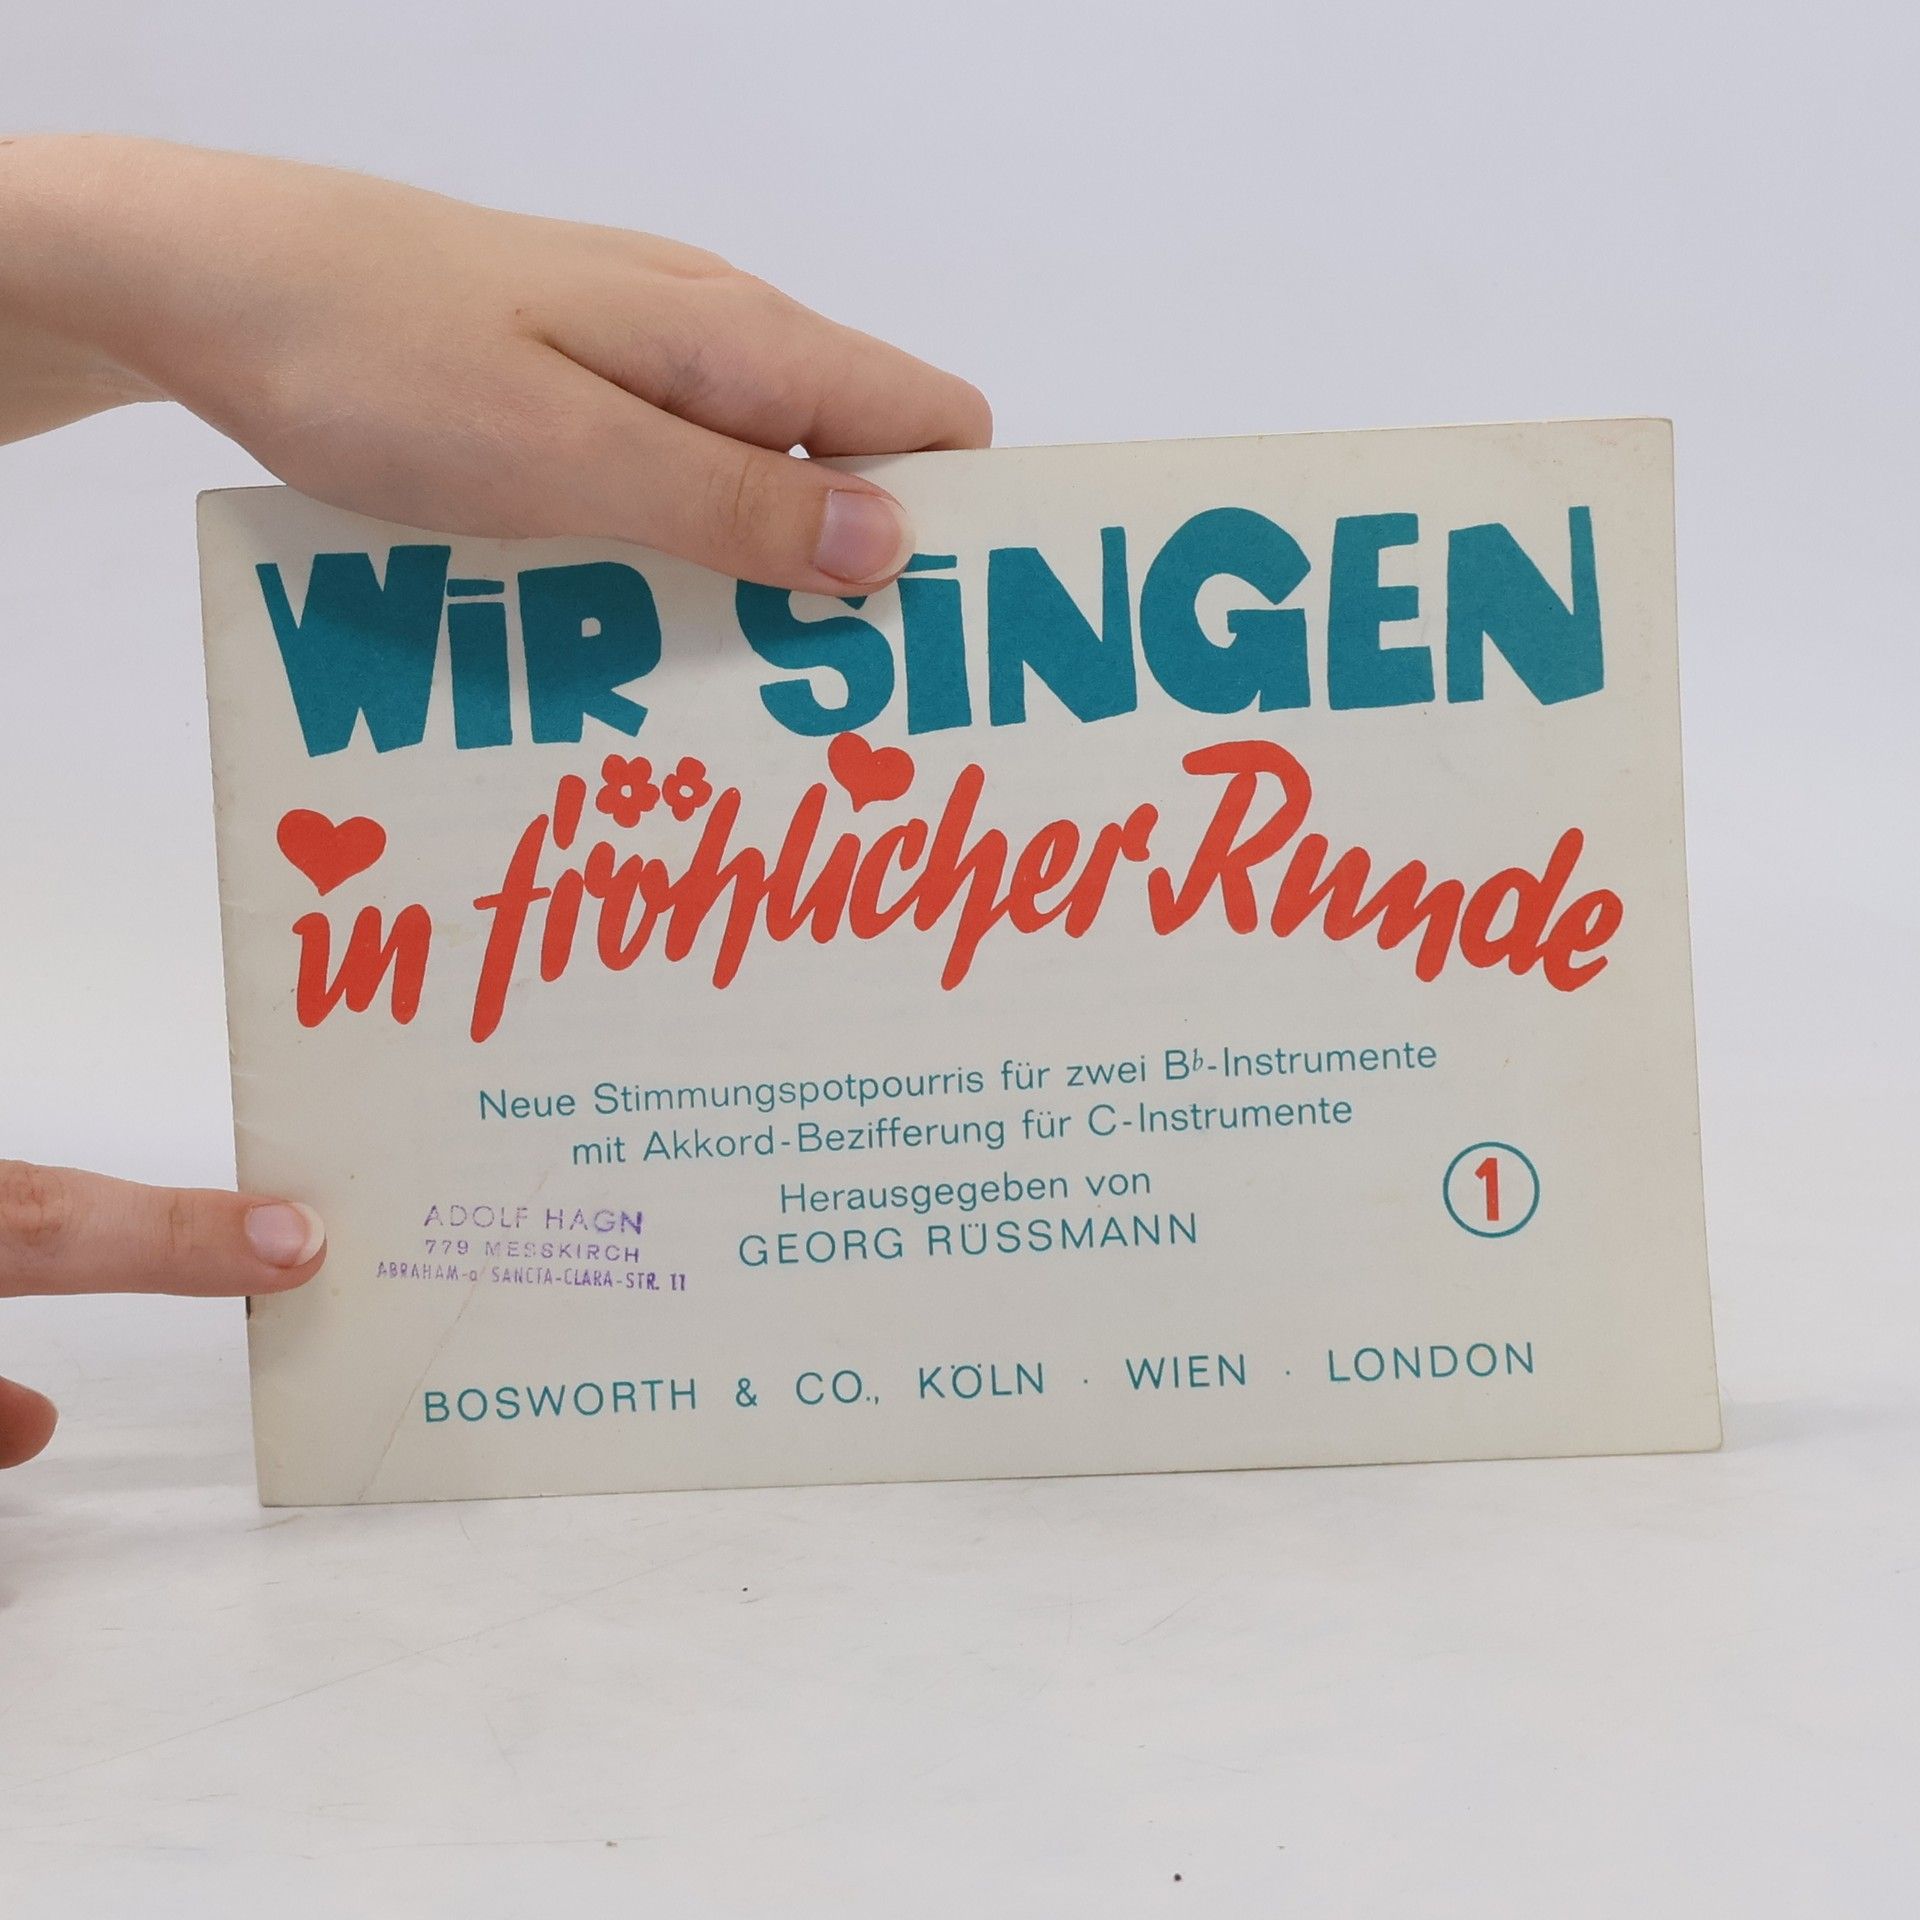 WiR SiNGEN
in fröhlicher Runde
Neue Stimmungspotpourris für zwei B♭-Instrumente
mit Akkord-Bezifferung für C-Instrumente
Herausgegeben von
GEORG RÜSSMANN
1
ADOLF HAGN
779 MESSKIRCH
ABRAHAM-a SANCTA-CLARA-STR. 11
BOSWORTH & CO., KÖLN · WIEN · LONDON